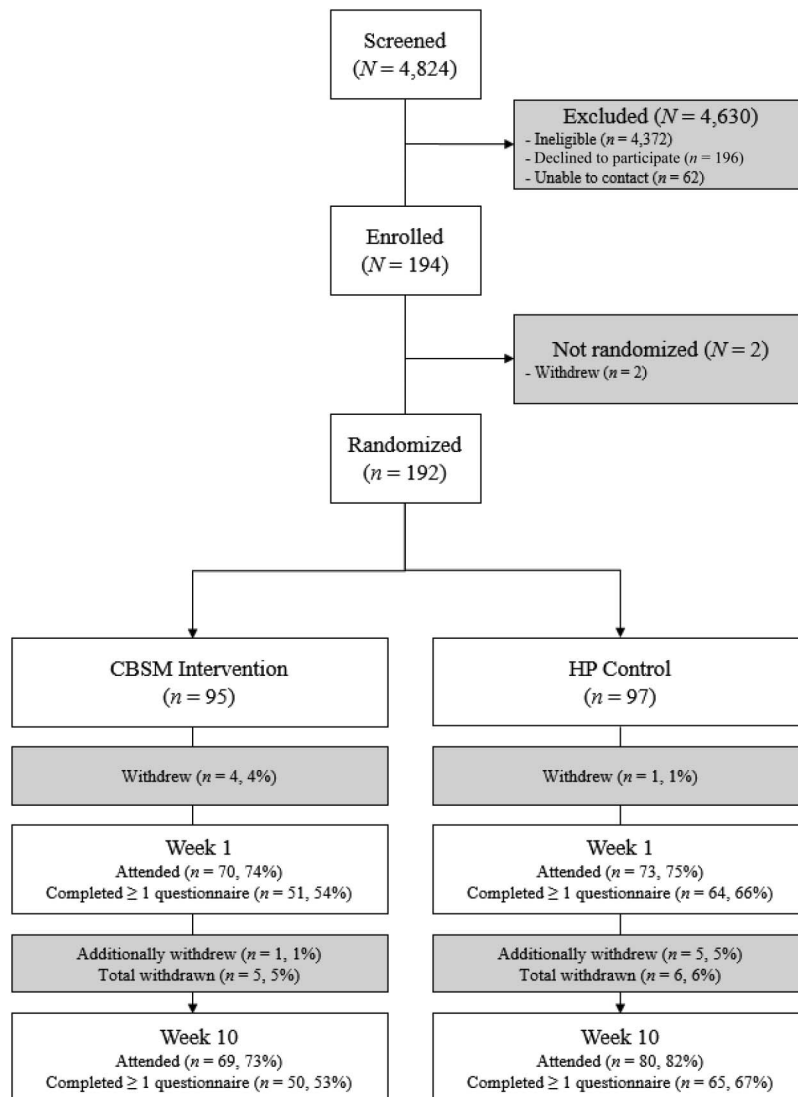 Screened
(N = 4,824)
Excluded (N = 4,630)
- Ineligible (n = 4,372)
- Declined to participate (n = 196)
- Unable to contact (n = 62)
Enrolled
(N = 194)
Not randomized (N = 2)
- Withdrew (n = 2)
Randomized
(n = 192)
CBSM Intervention
(n = 95)
HP Control
(n = 97)
Withdrew (n = 4, 4%)
Withdrew (n = 1, 1%)
Week 1
Attended (n = 70, 74%)
Completed ≥ 1 questionnaire (n = 51, 54%)
Week 1
Attended (n = 73, 75%)
Completed ≥ 1 questionnaire (n = 64, 66%)
Additionally withdrew (n = 1, 1%)
Total withdrawn (n = 5, 5%)
Additionally withdrew (n = 5, 5%)
Total withdrawn (n = 6, 6%)
Week 10
Attended (n = 69, 73%)
Completed ≥ 1 questionnaire (n = 50, 53%)
Week 10
Attended (n = 80, 82%)
Completed ≥ 1 questionnaire (n = 65, 67%)